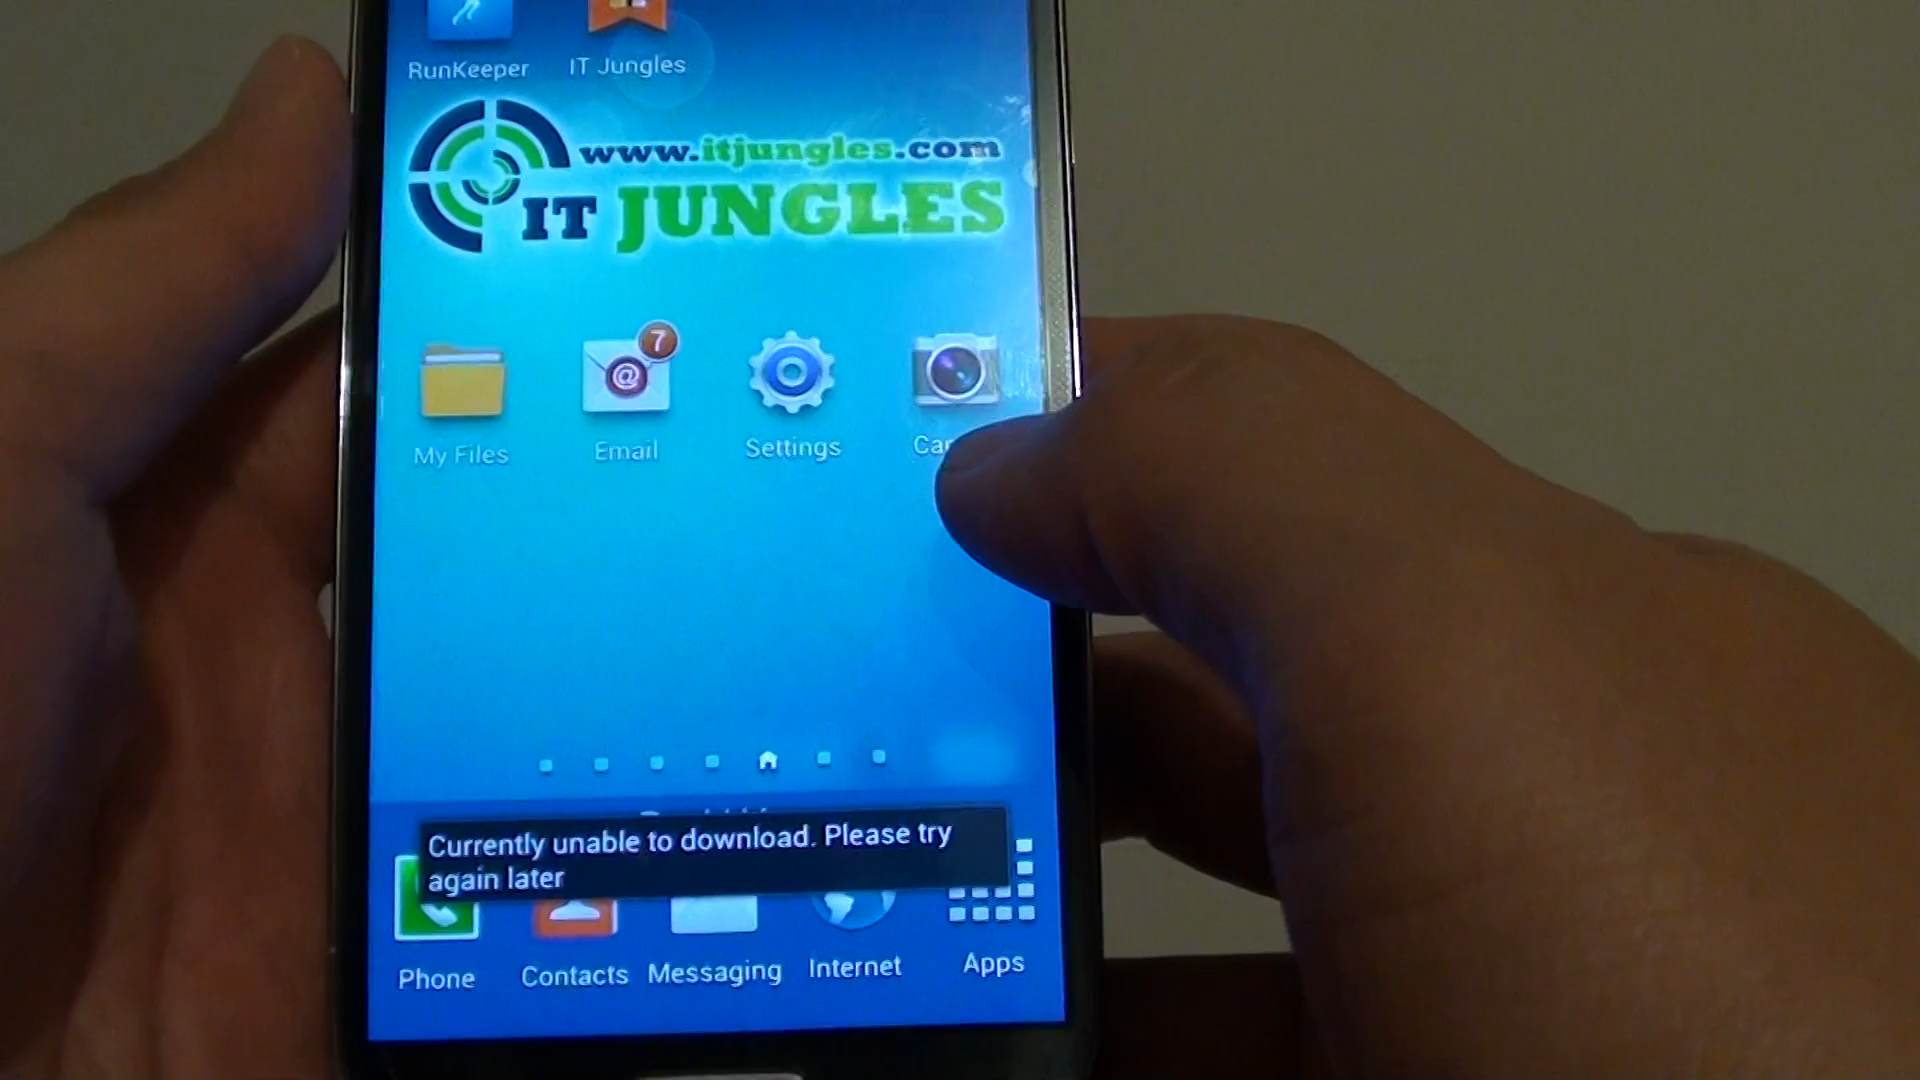 RunKeeper
IT Jungles
www.itjungles.com
IT JUNGLES
7
@
My Files
Email
Settings
Currently unable to download. Please try
again later
Phone
Contacts
Messaging
Internet
Apps